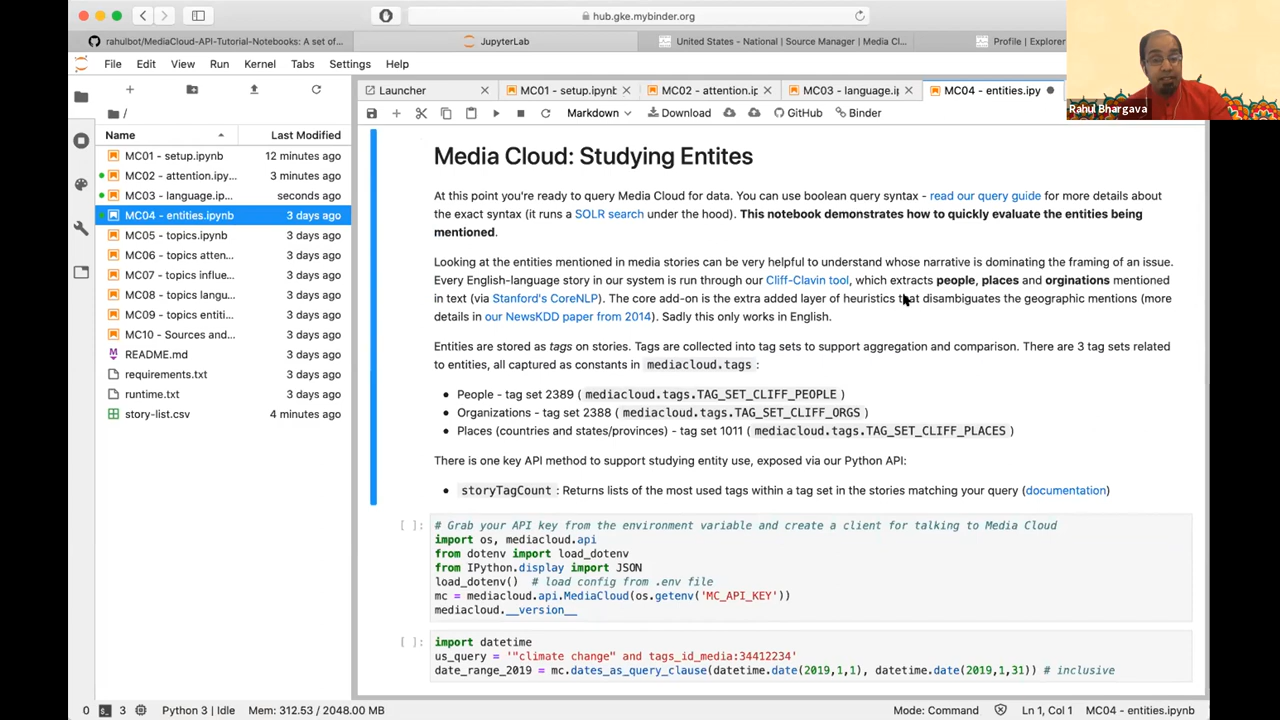 hub.gke.mybinder.org
rahulbot/MediaCloud-API-Tutorial-Notebooks: A set of...
JupyterLab
United States - National | Source Manager | Media Cl...
Profile | Explorer
File Edit View Run Kernel Tabs Settings Help
Launcher
MC01 - setup.ipynb
MC02 - attention.ip
MC03 - language.ip
MC04 - entities.ipy
Rahul Bhargava
Markdown
Download
GitHub
Binder
/
Name Last Modified
MC01 - setup.ipynb 12 minutes ago
MC02 - attention.ipy... 3 minutes ago
MC03 - language.ip... seconds ago
MC04 - entities.ipynb 3 days ago
MC05 - topics.ipynb 3 days ago
MC06 - topics atten... 3 days ago
MC07 - topics influe... 3 days ago
MC08 - topics langu... 3 days ago
MC09 - topics entiti... 3 days ago
MC10 - Sources and... 3 days ago
README.md 3 days ago
requirements.txt 3 days ago
runtime.txt 3 days ago
story-list.csv 4 minutes ago
Media Cloud: Studying Entites
At this point you're ready to query Media Cloud for data. You can use boolean query syntax - read our query guide for more details about
the exact syntax (it runs a SOLR search under the hood). This notebook demonstrates how to quickly evaluate the entities being
mentioned.
Looking at the entities mentioned in media stories can be very helpful to understand whose narrative is dominating the framing of an issue.
Every English-language story in our system is run through our Cliff-Clavin tool, which extracts people, places and orginations mentioned
in text (via Stanford's CoreNLP). The core add-on is the extra added layer of heuristics that disambiguates the geographic mentions (more
details in our NewsKDD paper from 2014). Sadly this only works in English.
Entities are stored as tags on stories. Tags are collected into tag sets to support aggregation and comparison. There are 3 tag sets related
to entities, all captured as constants in mediacloud.tags :
• People - tag set 2389 ( mediacloud.tags.TAG_SET_CLIFF_PEOPLE )
• Organizations - tag set 2388 ( mediacloud.tags.TAG_SET_CLIFF_ORGS )
• Places (countries and states/provinces) - tag set 1011 ( mediacloud.tags.TAG_SET_CLIFF_PLACES )
There is one key API method to support studying entity use, exposed via our Python API:
• storyTagCount : Returns lists of the most used tags within a tag set in the stories matching your query (documentation)
[ ]: # Grab your API key from the environment variable and create a client for talking to Media Cloud
import os, mediacloud.api
from dotenv import load_dotenv
from IPython.display import JSON
load_dotenv() # load config from .env file
mc = mediacloud.api.MediaCloud(os.getenv('MC_API_KEY'))
mediacloud.__version__
[ ]: import datetime
us_query = '"climate change" and tags_id_media:34412234'
date_range_2019 = mc.dates_as_query_clause(datetime.date(2019,1,1), datetime.date(2019,1,31)) # inclusive
0 3 Python 3 | Idle Mem: 312.53 / 2048.00 MB Mode: Command Ln 1, Col 1 MC04 - entities.ipynb